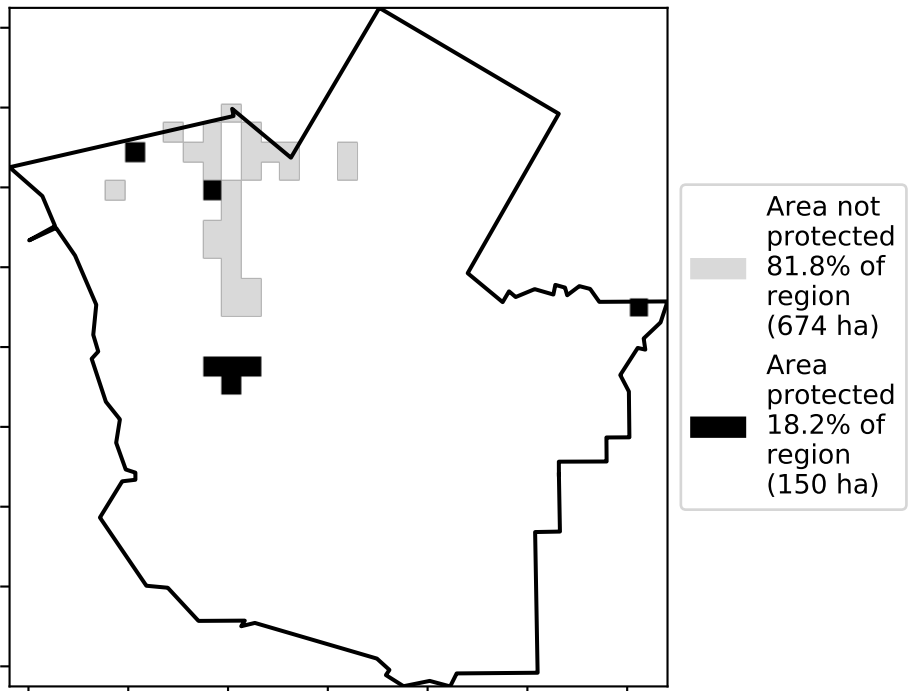 Area not
protected
81.8% of
region
(674 ha)
Area
protected
18.2% of
region
(150 ha)